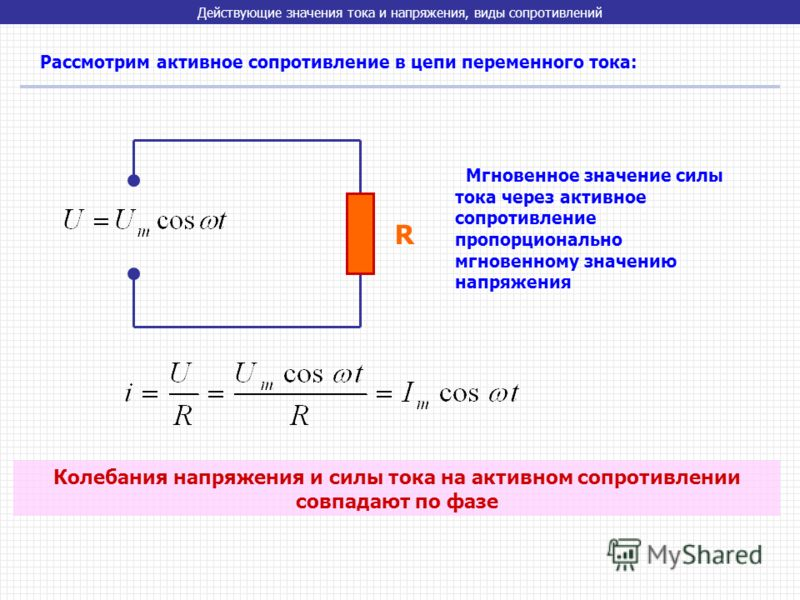 Действующие значения тока и напряжения, виды сопротивлений
Рассмотрим активное сопротивление в цепи переменного тока:
Мгновенное значение силы
тока через активное
сопротивление
пропорционально
мгновенному значению
напряжения
U = U_m cos ωt
R
i = U/R = (U_m cos ωt)/R = I_m cos ωt
Колебания напряжения и силы тока на активном сопротивлении
совпадают по фазе
MyShared